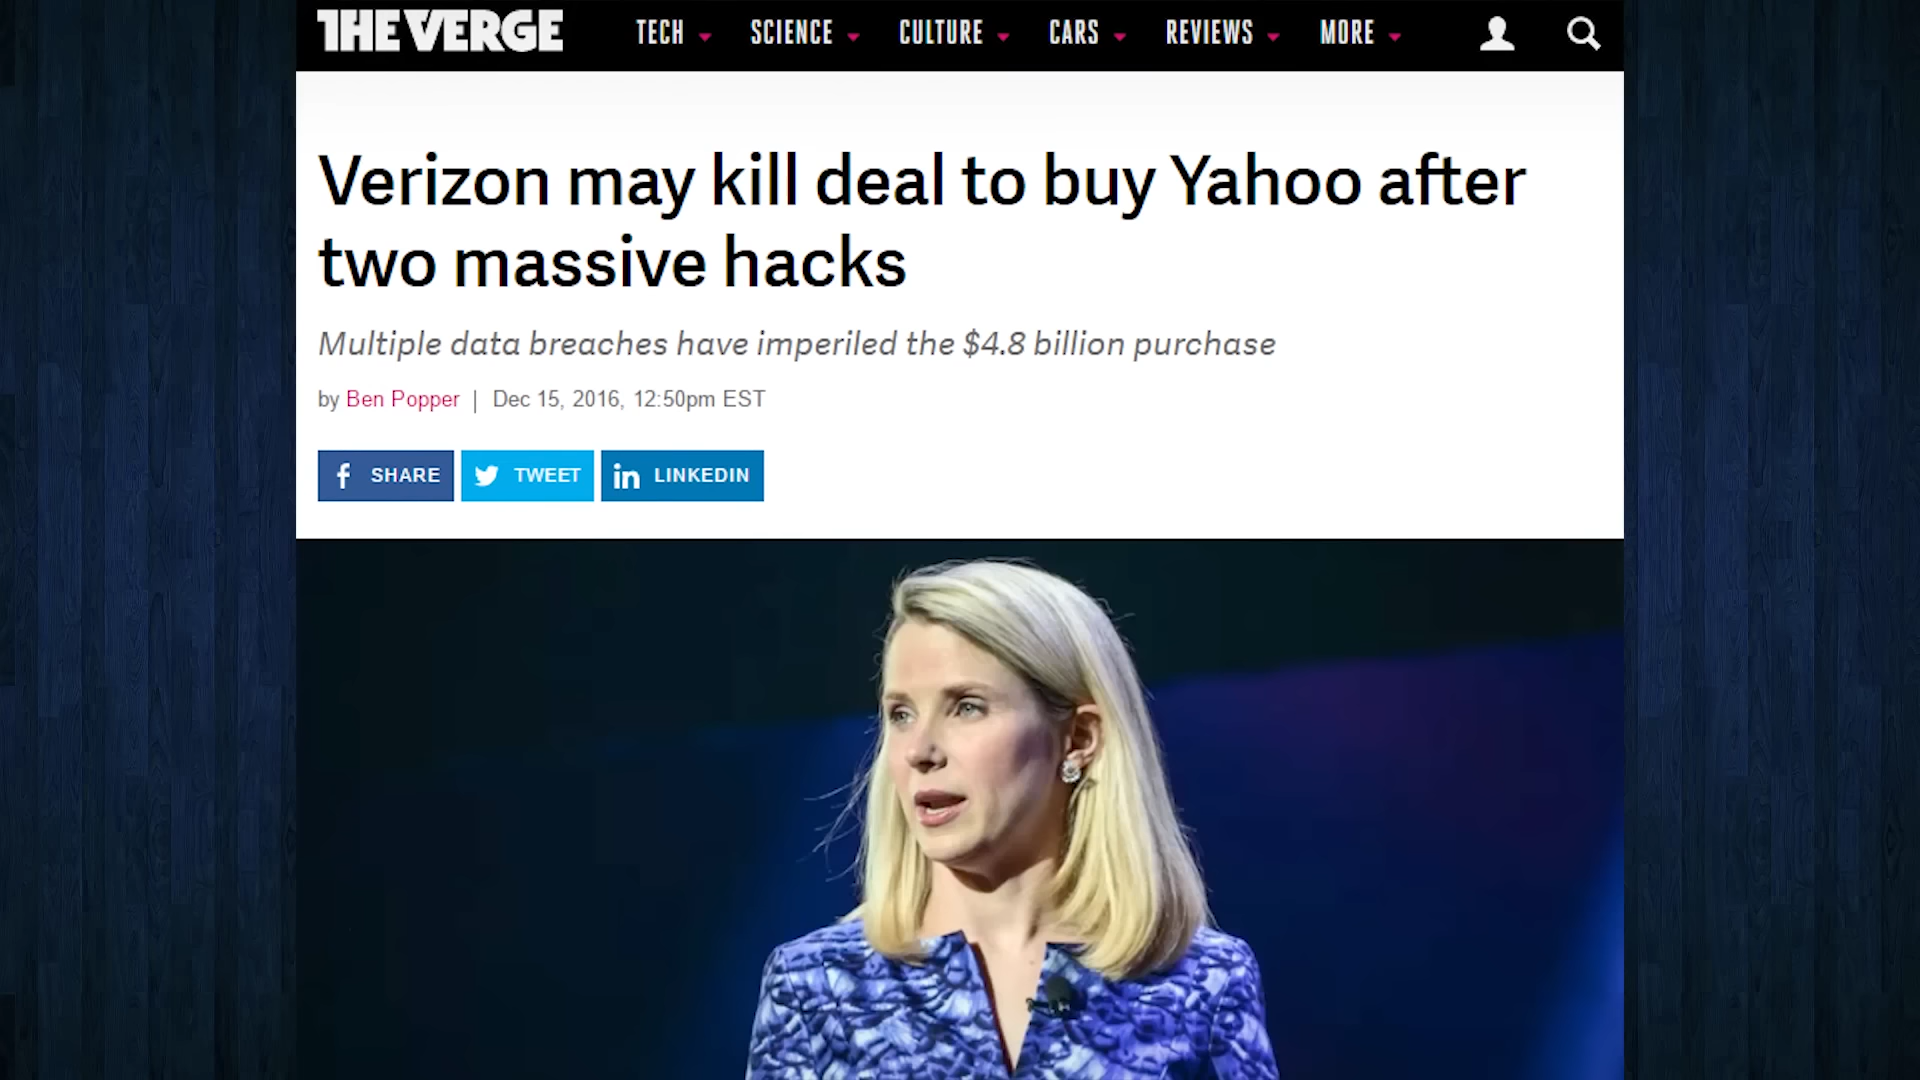 THE VERGE
TECH SCIENCE CULTURE CARS REVIEWS MORE
Verizon may kill deal to buy Yahoo after
two massive hacks
Multiple data breaches have imperiled the $4.8 billion purchase
by Ben Popper | Dec 15, 2016, 12:50pm EST
f SHARE TWEET in LINKEDIN